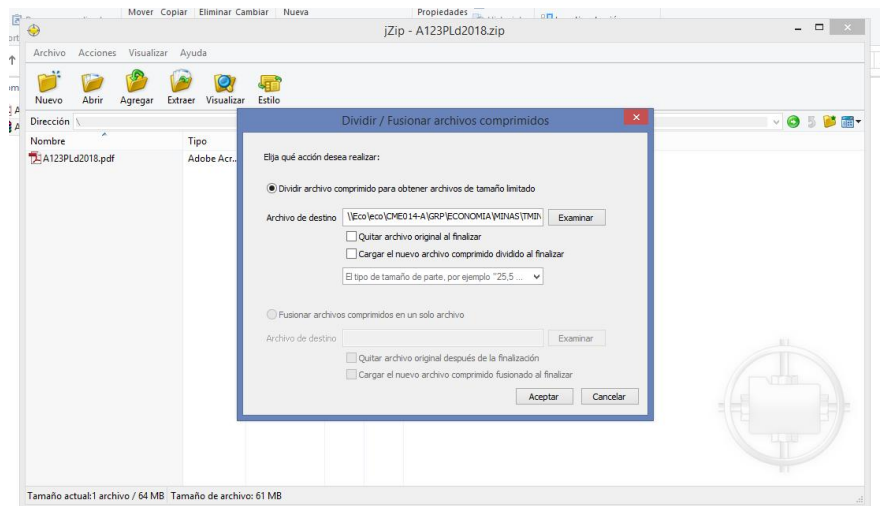 Mover Copiar Eliminar Cambiar Nueva Propiedades
jZip - A123PLd2018.zip
Archivo Acciones Visualizar Ayuda
Nuevo Abrir Agregar Extraer Visualizar Estilo
Dirección \
Nombre Tipo
A123PLd2018.pdf Adobe Acr...
Dividir / Fusionar archivos comprimidos
Elija qué acción desea realizar:
Dividir archivo comprimido para obtener archivos de tamaño limitado
Archivo de destino \\Eco\eco\CME014-A\GRP\ECONOMIA\MINAS\TMIN Examinar
Quitar archivo original al finalizar
Cargar el nuevo archivo comprimido dividido al finalizar
El tipo de tamaño de parte, por ejemplo "25,5 ...
Fusionar archivos comprimidos en un solo archivo
Archivo de destino Examinar
Quitar archivo original después de la finalización
Cargar el nuevo archivo comprimido fusionado al finalizar
Aceptar Cancelar
Tamaño actual:1 archivo / 64 MB Tamaño de archivo: 61 MB